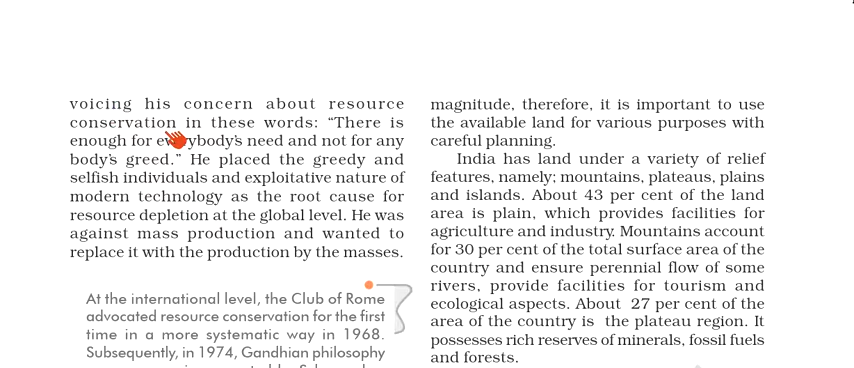 voicing his concern about resource
conservation in these words: “There is
enough for everybody’s need and not for any
body’s greed.” He placed the greedy and
selfish individuals and exploitative nature of
modern technology as the root cause for
resource depletion at the global level. He was
against mass production and wanted to
replace it with the production by the masses.
At the international level, the Club of Rome
advocated resource conservation for the first
time in a more systematic way in 1968.
Subsequently, in 1974, Gandhian philosophy
magnitude, therefore, it is important to use
the available land for various purposes with
careful planning.
India has land under a variety of relief
features, namely; mountains, plateaus, plains
and islands. About 43 per cent of the land
area is plain, which provides facilities for
agriculture and industry. Mountains account
for 30 per cent of the total surface area of the
country and ensure perennial flow of some
rivers, provide facilities for tourism and
ecological aspects. About 27 per cent of the
area of the country is the plateau region. It
possesses rich reserves of minerals, fossil fuels
and forests.